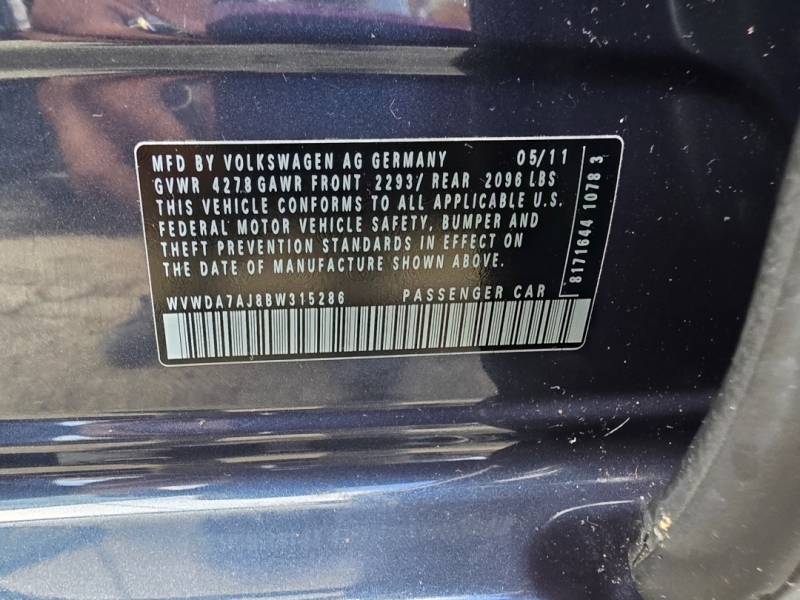 MFD BY VOLKSWAGEN AG GERMANY 05/11
GVWR 4278 GAWR FRONT 2293/ REAR 2096 LBS
THIS VEHICLE CONFORMS TO ALL APPLICABLE U.S.
FEDERAL MOTOR VEHICLE SAFETY, BUMPER AND
THEFT PREVENTION STANDARDS IN EFFECT ON
THE DATE OF MANUFACTURE SHOWN ABOVE.
WVWDA7AJ8BW315286 PASSENGER CAR
8171644 1078 3